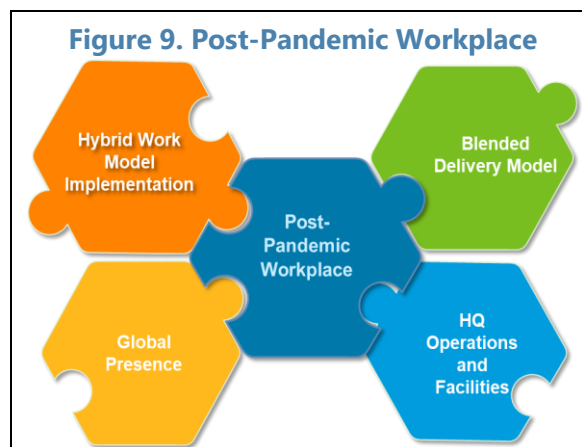 Figure 9. Post-Pandemic Workplace
Hybrid Work
Model
Implementation
Blended
Delivery Model
Post-
Pandemic
Workplace
Global
Presence
HQ
Operations
and
Facilities